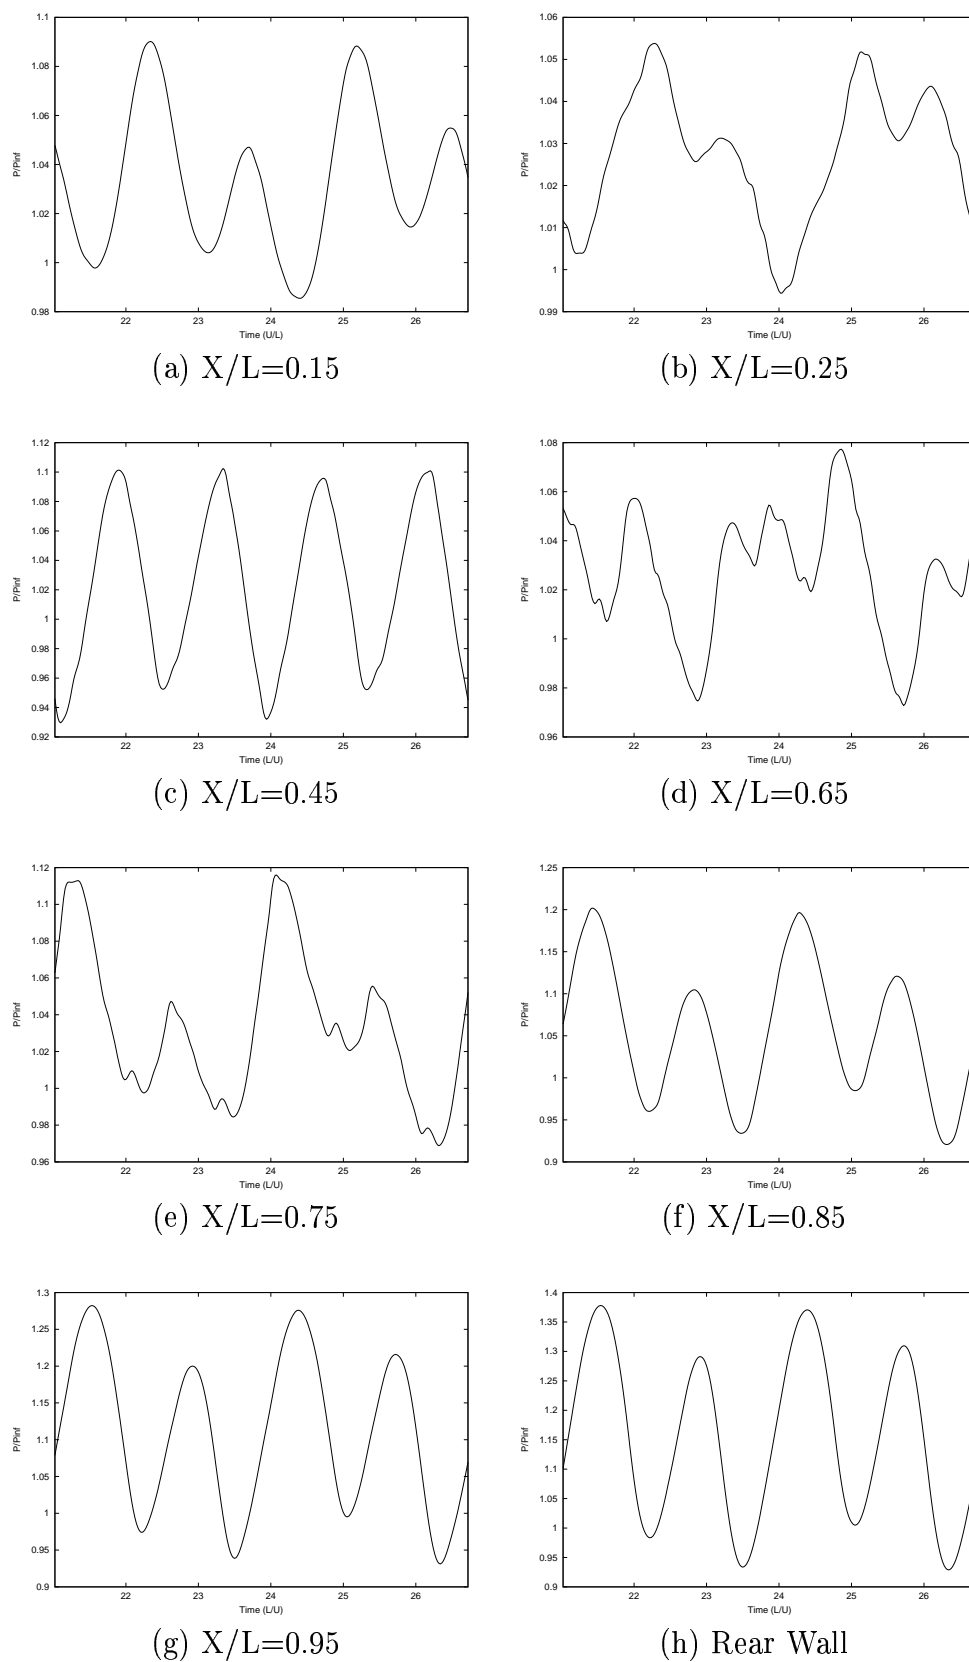 1.1
1.08
1.06
1.04
1.02
1
0.98
P/Pinf
22 23 24 25 26
Time (U/L)
(a) X/L=0.15
1.06
1.05
1.04
1.03
1.02
1.01
1
0.99
P/Pinf
22 23 24 25 26
Time (L/U)
(b) X/L=0.25
1.12
1.1
1.08
1.06
1.04
1.02
1
0.98
0.96
0.94
0.92
P/Pinf
22 23 24 25 26
Time (L/U)
(c) X/L=0.45
1.08
1.06
1.04
1.02
1
0.98
0.96
P/Pinf
22 23 24 25 26
Time (L/U)
(d) X/L=0.65
1.12
1.1
1.08
1.06
1.04
1.02
1
0.98
0.96
P/Pinf
22 23 24 25 26
Time (L/U)
(e) X/L=0.75
1.25
1.2
1.15
1.1
1.05
1
0.95
0.9
P/Pinf
22 23 24 25 26
Time (L/U)
(f) X/L=0.85
1.3
1.25
1.2
1.15
1.1
1.05
1
0.95
0.9
P/Pinf
22 23 24 25 26
Time (L/U)
(g) X/L=0.95
1.4
1.35
1.3
1.25
1.2
1.15
1.1
1.05
1
0.95
0.9
P/Pinf
22 23 24 25 26
Time (L/U)
(h) Rear Wall